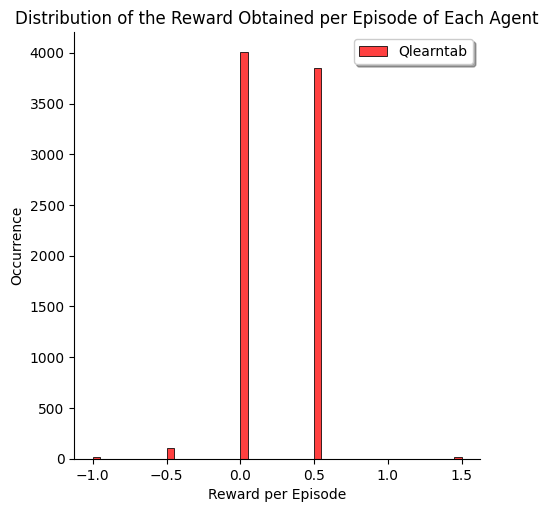 Distribution of the Reward Obtained per Episode of Each Agent
Qlearntab
4000
3500
3000
2500
2000
1500
1000
500
0
Occurrence
−1.0 −0.5 0.0 0.5 1.0 1.5
Reward per Episode